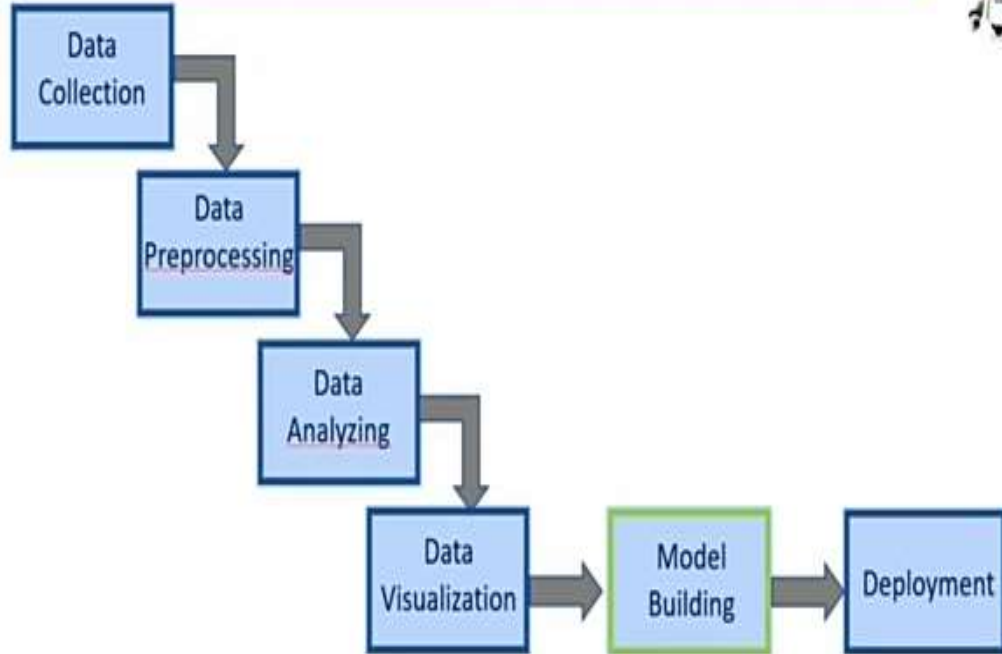 Data
Collection
Data
Preprocessing
Data
Analyzing
Data
Visualization
Model
Building
Deployment